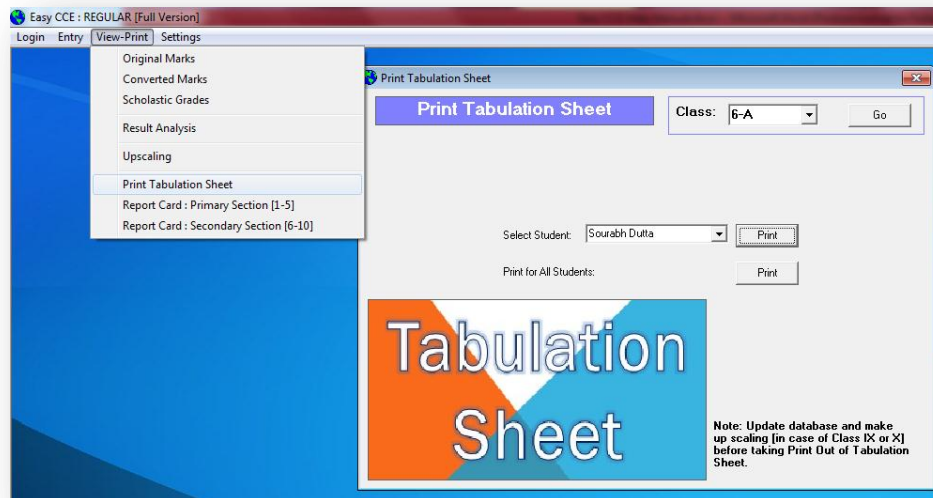 Easy CCE : REGULAR [Full Version]
Login Entry View-Print Settings
Original Marks
Converted Marks
Scholastic Grades
Result Analysis
Upscaling
Print Tabulation Sheet
Report Card : Primary Section [1-5]
Report Card : Secondary Section [6-10]
Print Tabulation Sheet
Print Tabulation Sheet
Class: 6-A Go
Select Student: Sourabh Dutta Print
Print for All Students: Print
Tabulation
Sheet
Note: Update database and make
up scaling [in case of Class IX or X]
before taking Print Out of Tabulation
Sheet.